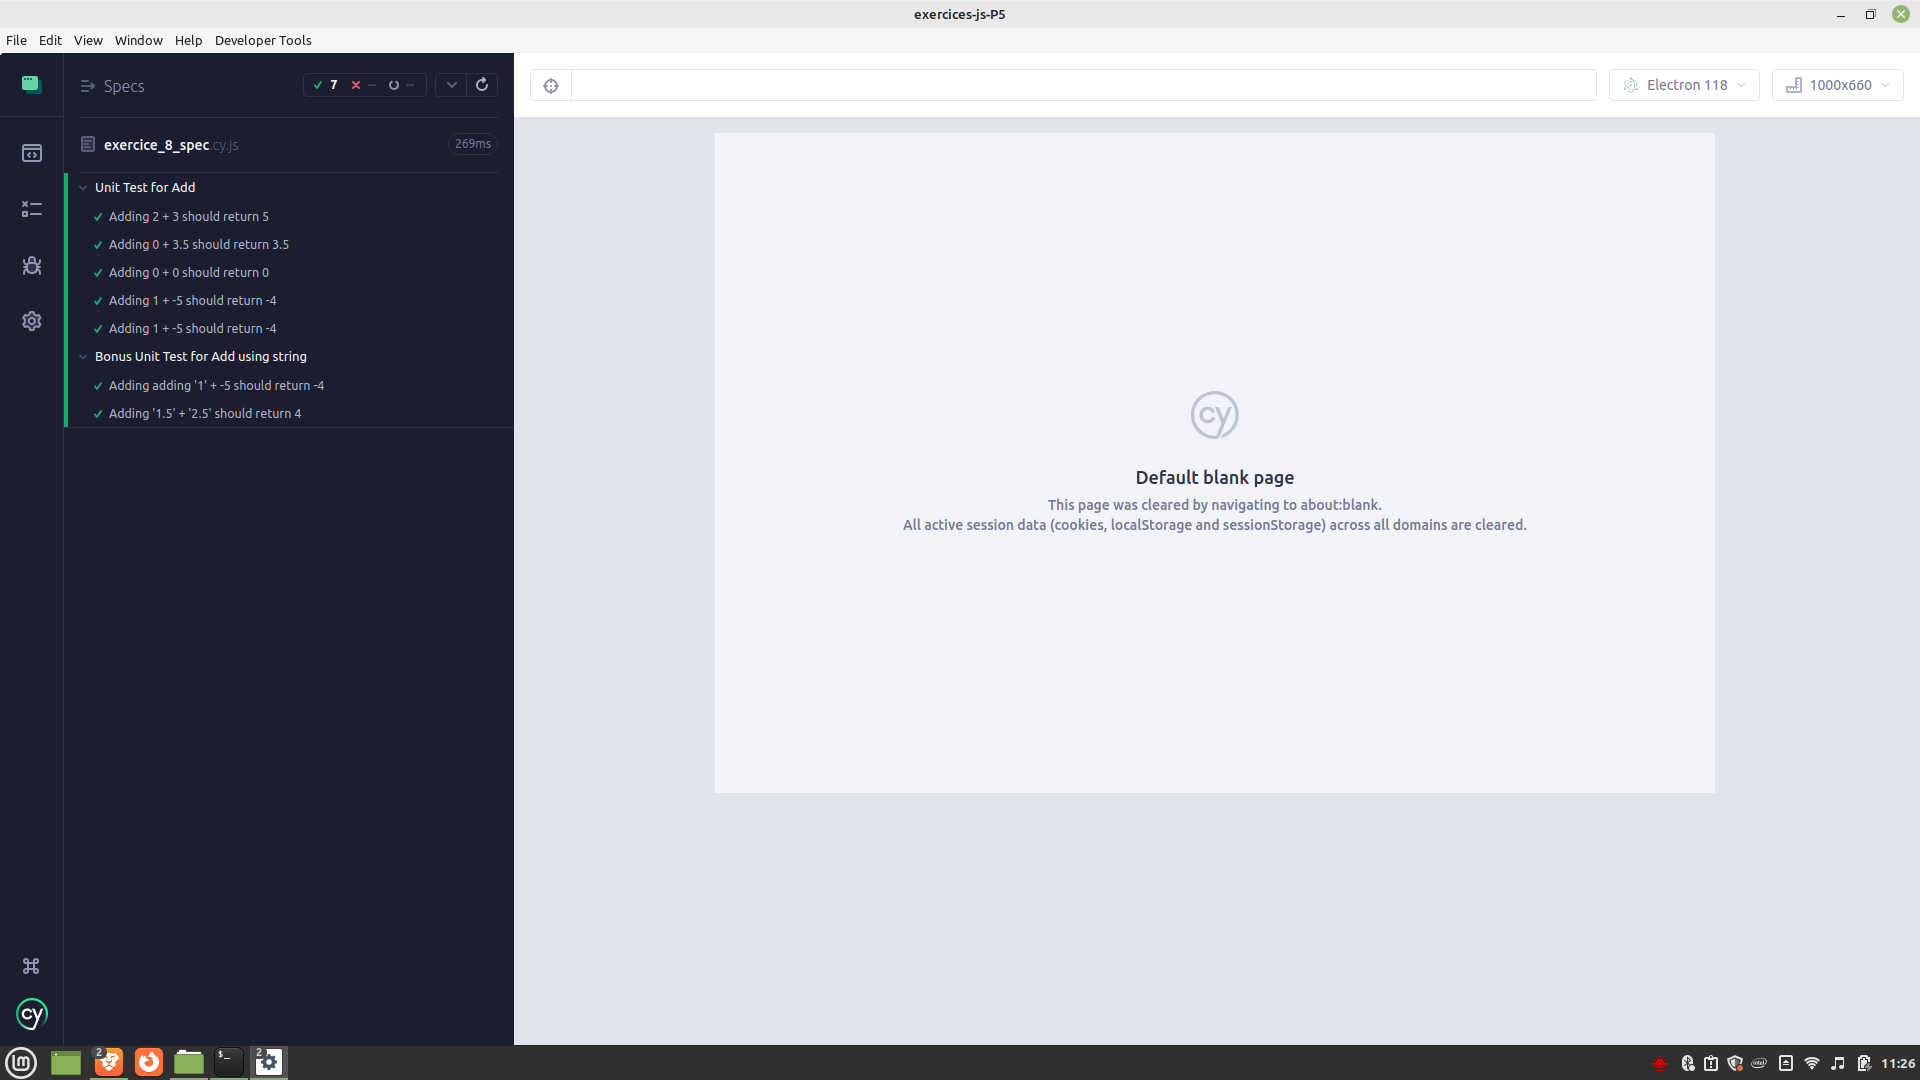 exercices-js-P5
File Edit View Window Help Developer Tools
Specs
7 -- --
Electron 118
1000x660
exercice_8_spec.cy.js
269ms
Unit Test for Add
Adding 2 + 3 should return 5
Adding 0 + 3.5 should return 3.5
Adding 0 + 0 should return 0
Adding 1 + -5 should return -4
Adding 1 + -5 should return -4
Bonus Unit Test for Add using string
Adding adding '1' + -5 should return -4
Adding '1.5' + '2.5' should return 4
cy
Default blank page
This page was cleared by navigating to about:blank.
All active session data (cookies, localStorage and sessionStorage) across all domains are cleared.
cy
lm
2
$_
2
intel
11:26